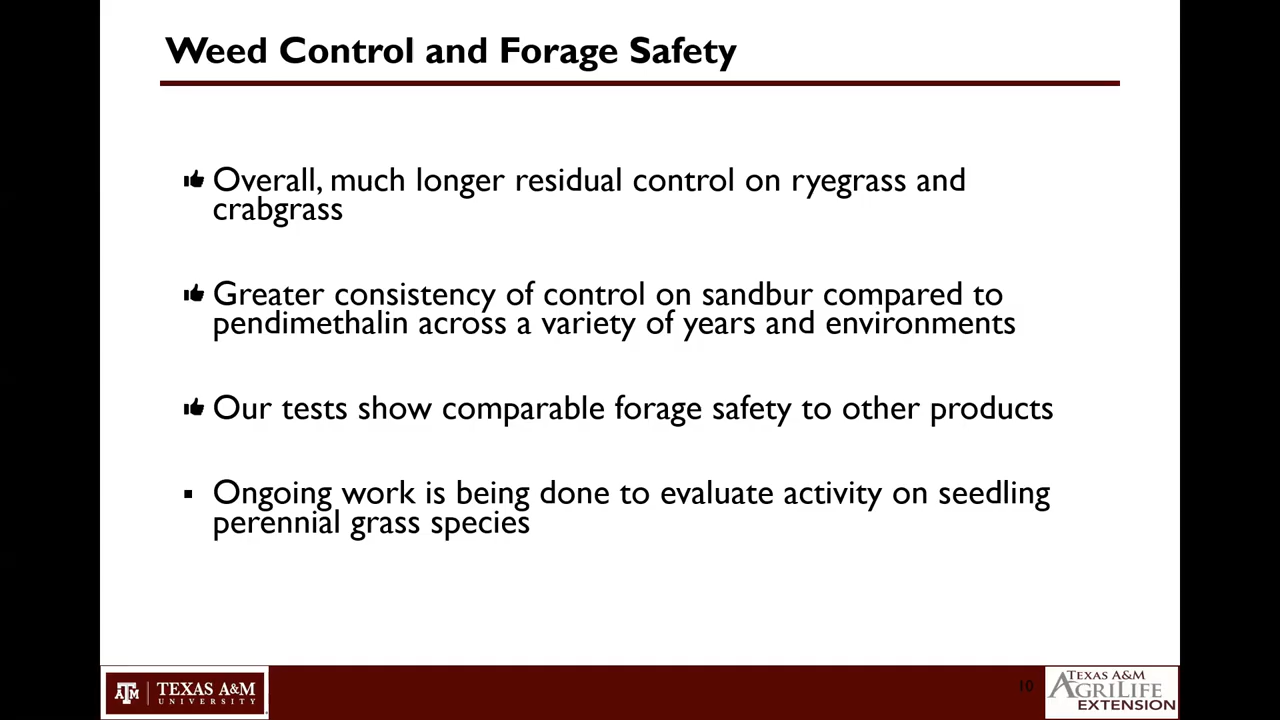 Weed Control and Forage Safety
Overall, much longer residual control on ryegrass and
crabgrass
Greater consistency of control on sandbur compared to
pendimethalin across a variety of years and environments
Our tests show comparable forage safety to other products
Ongoing work is being done to evaluate activity on seedling
perennial grass species
ATM TEXAS A&M
UNIVERSITY
10
TEXAS A&M
AGRILIFE
EXTENSION